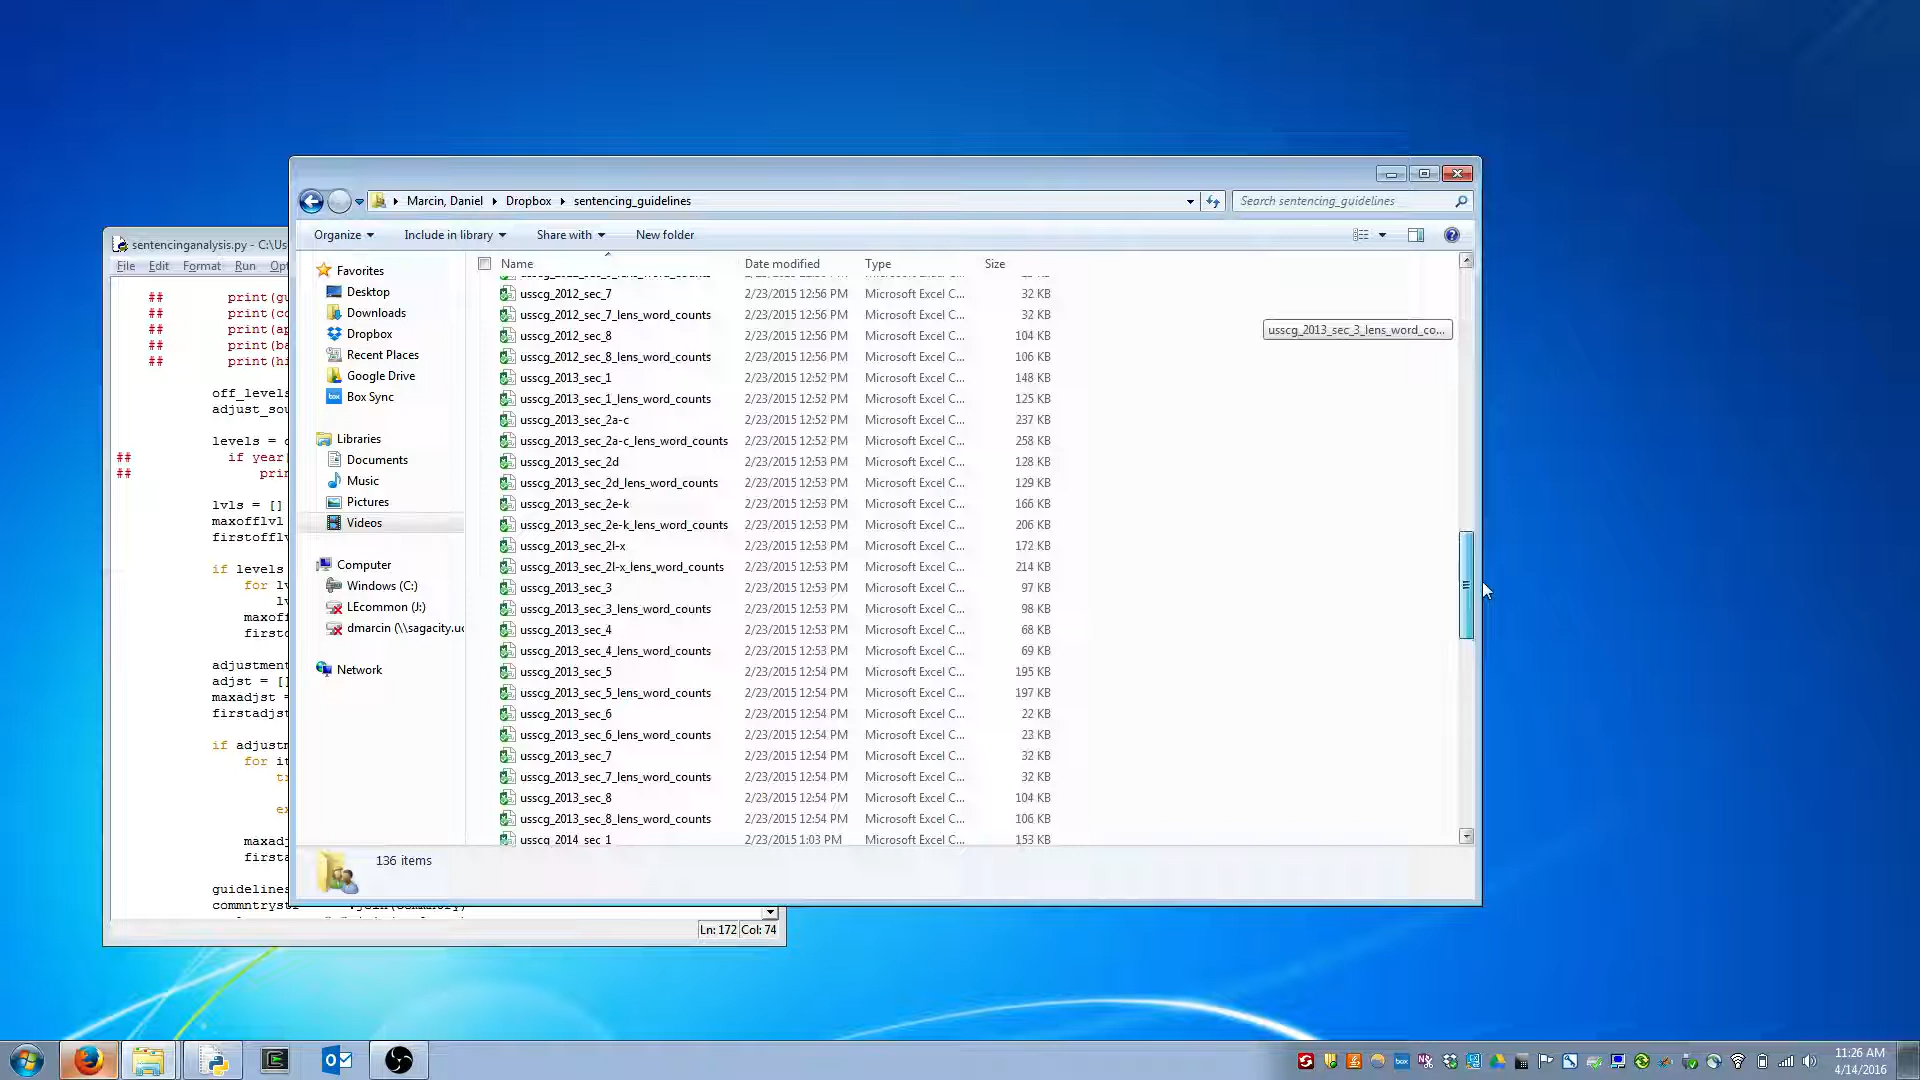 Marcin, Daniel
Dropbox
sentencing_guidelines
Search sentencing_guidelines
Organize
Include in library
Share with
New folder
Name
Date modified
Type
Size
Favorites
Desktop
Downloads
Dropbox
Recent Places
Google Drive
Box Sync
Libraries
Documents
Music
Pictures
Videos
Computer
Windows (C:)
LEcommon (J:)
dmarcin (\\sagacity.uc
Network
usscg_2012_sec_7 2/23/2015 12:56 PM Microsoft Excel C... 32 KB
usscg_2012_sec_7_lens_word_counts 2/23/2015 12:56 PM Microsoft Excel C... 32 KB
usscg_2012_sec_8 2/23/2015 12:56 PM Microsoft Excel C... 104 KB
usscg_2012_sec_8_lens_word_counts 2/23/2015 12:56 PM Microsoft Excel C... 106 KB
usscg_2013_sec_1 2/23/2015 12:52 PM Microsoft Excel C... 148 KB
usscg_2013_sec_1_lens_word_counts 2/23/2015 12:52 PM Microsoft Excel C... 125 KB
usscg_2013_sec_2a-c 2/23/2015 12:52 PM Microsoft Excel C... 237 KB
usscg_2013_sec_2a-c_lens_word_counts 2/23/2015 12:52 PM Microsoft Excel C... 258 KB
usscg_2013_sec_2d 2/23/2015 12:53 PM Microsoft Excel C... 128 KB
usscg_2013_sec_2d_lens_word_counts 2/23/2015 12:53 PM Microsoft Excel C... 129 KB
usscg_2013_sec_2e-k 2/23/2015 12:53 PM Microsoft Excel C... 166 KB
usscg_2013_sec_2e-k_lens_word_counts 2/23/2015 12:53 PM Microsoft Excel C... 206 KB
usscg_2013_sec_2l-x 2/23/2015 12:53 PM Microsoft Excel C... 172 KB
usscg_2013_sec_2l-x_lens_word_counts 2/23/2015 12:53 PM Microsoft Excel C... 214 KB
usscg_2013_sec_3 2/23/2015 12:53 PM Microsoft Excel C... 97 KB
usscg_2013_sec_3_lens_word_counts 2/23/2015 12:53 PM Microsoft Excel C... 98 KB
usscg_2013_sec_4 2/23/2015 12:53 PM Microsoft Excel C... 68 KB
usscg_2013_sec_4_lens_word_counts 2/23/2015 12:53 PM Microsoft Excel C... 69 KB
usscg_2013_sec_5 2/23/2015 12:54 PM Microsoft Excel C... 195 KB
usscg_2013_sec_5_lens_word_counts 2/23/2015 12:54 PM Microsoft Excel C... 197 KB
usscg_2013_sec_6 2/23/2015 12:54 PM Microsoft Excel C... 22 KB
usscg_2013_sec_6_lens_word_counts 2/23/2015 12:54 PM Microsoft Excel C... 23 KB
usscg_2013_sec_7 2/23/2015 12:54 PM Microsoft Excel C... 32 KB
usscg_2013_sec_7_lens_word_counts 2/23/2015 12:54 PM Microsoft Excel C... 32 KB
usscg_2013_sec_8 2/23/2015 12:54 PM Microsoft Excel C... 104 KB
usscg_2013_sec_8_lens_word_counts 2/23/2015 12:54 PM Microsoft Excel C... 106 KB
usscg_2014_sec_1 2/23/2015 1:03 PM Microsoft Excel C... 153 KB
usscg_2013_sec_3_lens_word_co...
136 items
sentencinganalysis.py - C:\Us
File Edit Format Run Opt
## print(gu
## print(co
## print(ap
## print(ba
## print(hi
off_levels
adjust_sou
levels = c
## if year
## prin
lvls = []
maxofflvl
firstofflv
if levels
for lv
lv
maxof
firsto
adjustment
adjst = []
maxadjst =
firstadjst
if adjustm
for it
tr
ex
maxadj
firsta
guidelines
commntryst
Ln: 172 Col: 74
11:26 AM
4/14/2016